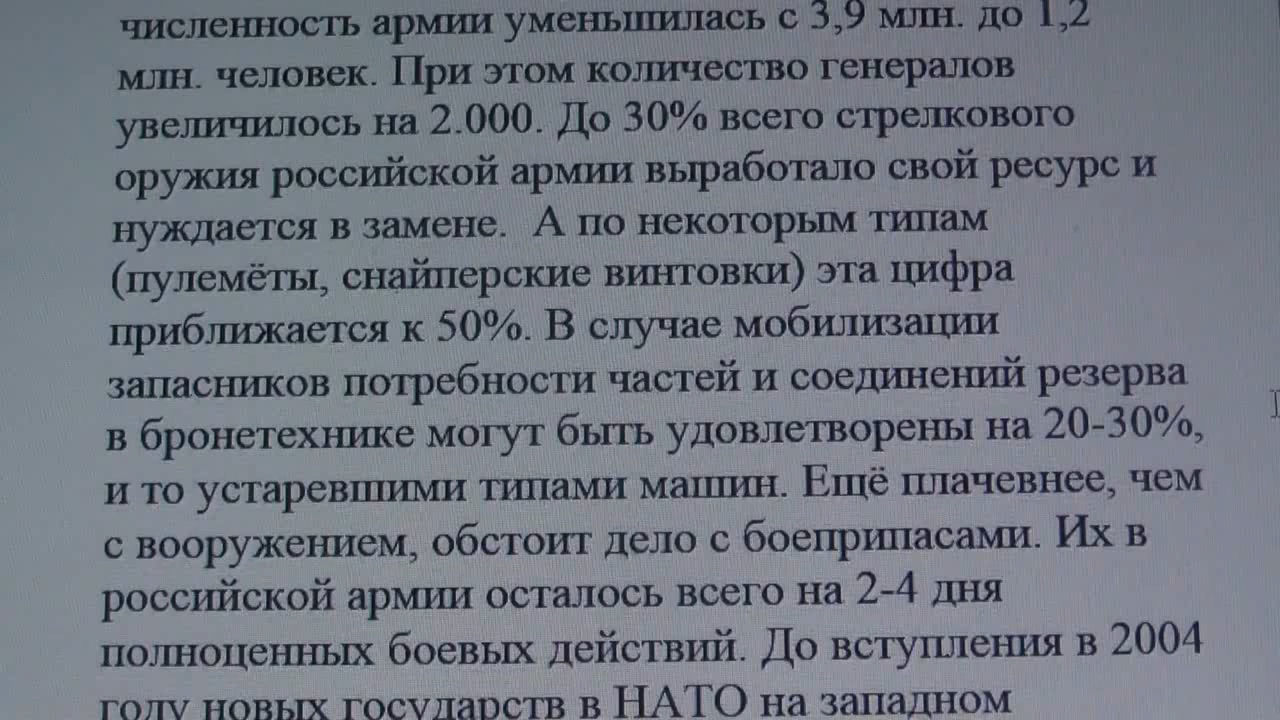 численность армии уменьшилась с 3,9 млн. до 1,2
млн. человек. При этом количество генералов
увеличилось на 2.000. До 30% всего стрелкового
оружия российской армии выработало свой ресурс и
нуждается в замене.  А по некоторым типам
(пулемёты, снайперские винтовки) эта цифра
приближается к 50%. В случае мобилизации
запасников потребности частей и соединений резерва
в бронетехнике могут быть удовлетворены на 20-30%,
и то устаревшими типами машин. Ещё плачевнее, чем
с вооружением, обстоит дело с боеприпасами. Их в
российской армии осталось всего на 2-4 дня
полноценных боевых действий. До вступления в 2004
году новых государств в НАТО на западном